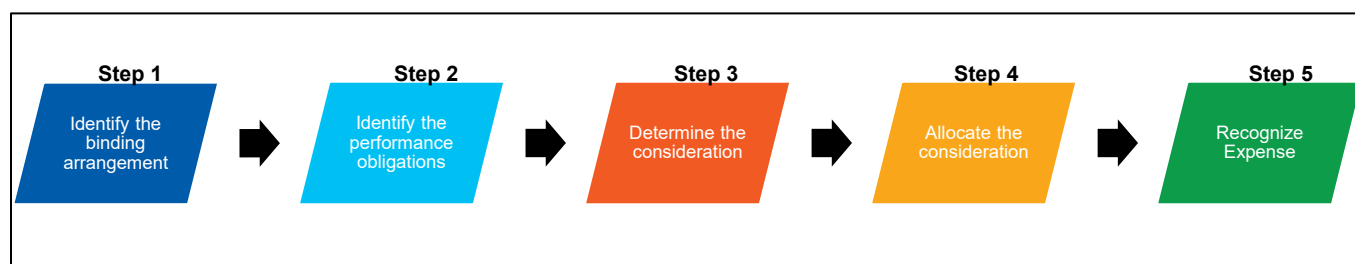 Step 1
Identify the
binding
arrangement
Step 2
Identify the
performance
obligations
Step 3
Determine the
consideration
Step 4
Allocate the
consideration
Step 5
Recognize
Expense